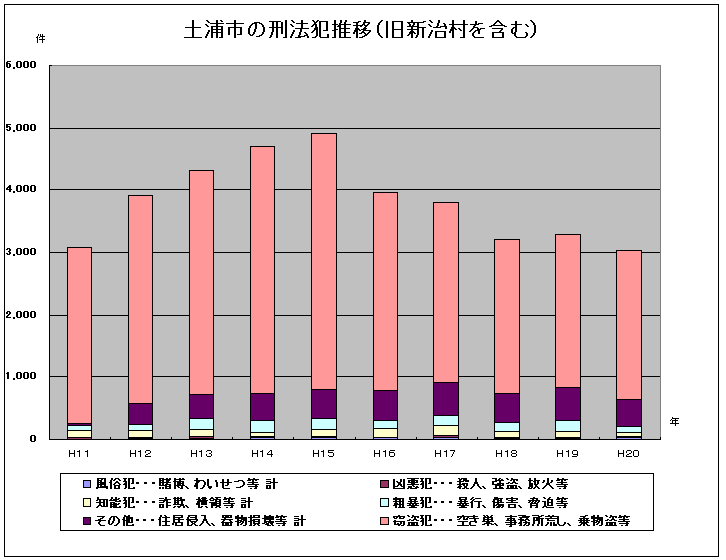 土浦市の刑法犯推移（旧新治村を含む）
件
6,000
5,000
4,000
3,000
2,000
1,000
0
H11 H12 H13 H14 H15 H16 H17 H18 H19 H20
年
風俗犯・・・賭博、わいせつ等 計
凶悪犯・・・殺人、強盗、放火等
知能犯・・・詐欺、横領等 計
粗暴犯・・・暴行、傷害、脅迫等
その他・・・住居侵入、器物損壊等 計
窃盗犯・・・空き巣、事務所荒し、乗物盗等